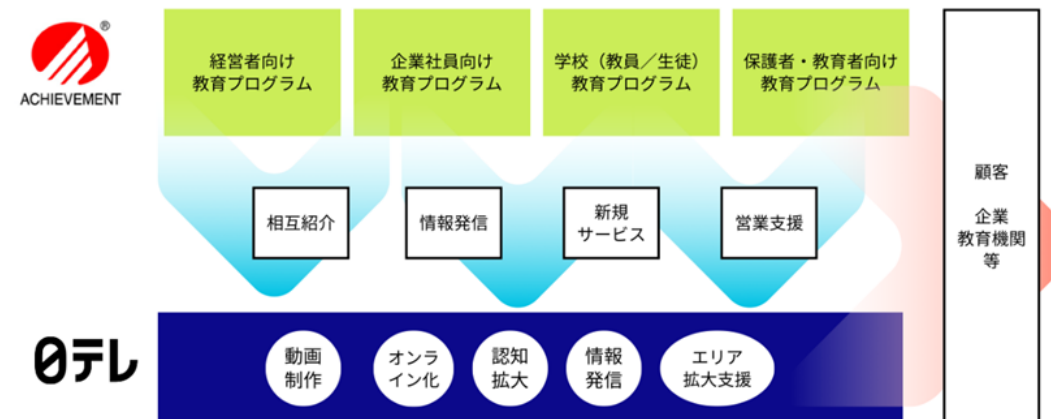 ®
ACHIEVEMENT
経営者向け
教育プログラム
企業社員向け
教育プログラム
学校（教員／生徒）
教育プログラム
保護者・教育者向け
教育プログラム
相互紹介
情報発信
新規
サービス
営業支援
顧客
企業
教育機関
等
日テレ
動画
制作
オンラ
イン化
認知
拡大
情報
発信
エリア
拡大支援